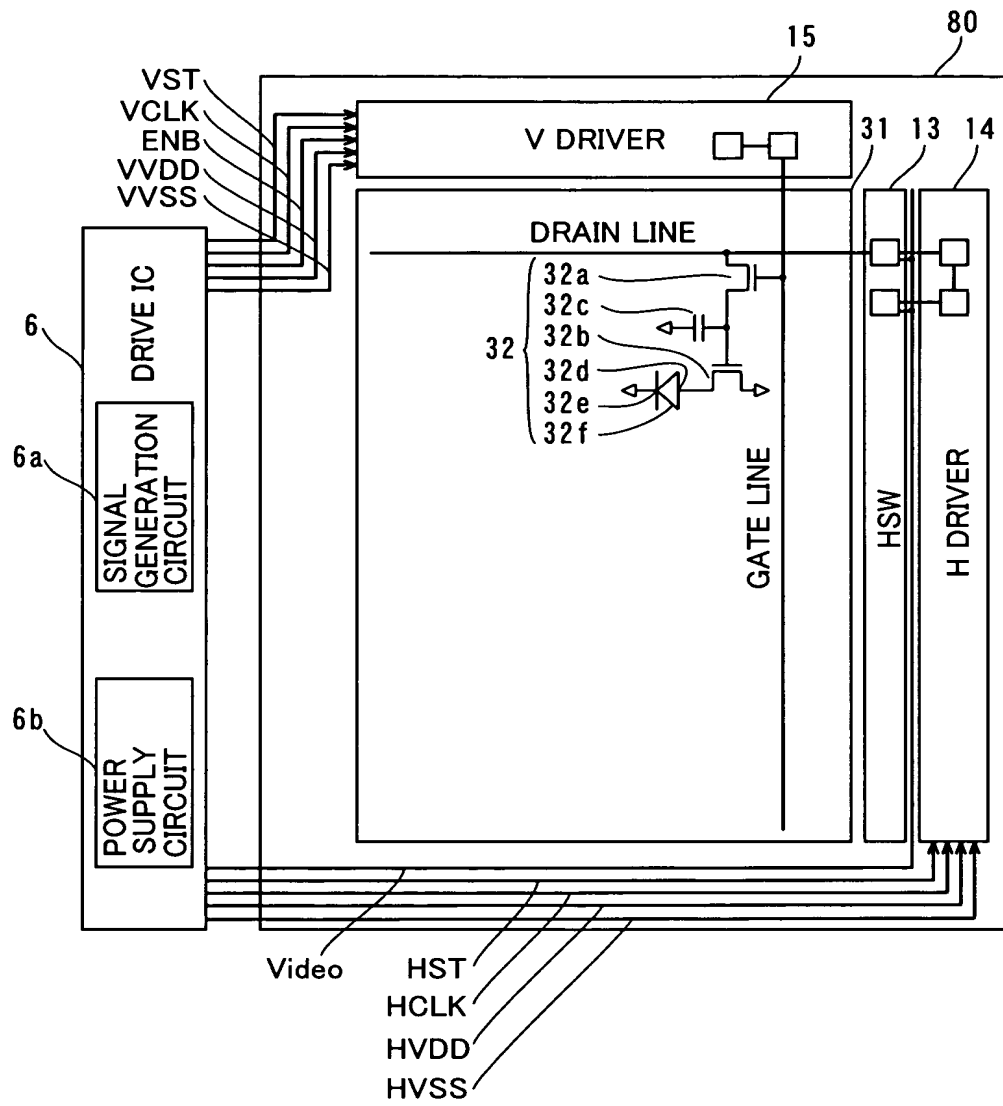 80
15
VST
VCLK
ENB
VVDD
VVSS
V DRIVER
31
13
14
DRAIN LINE
32a
32c
32b
32
32d
32e
32f
6
DRIVE IC
6a
SIGNAL
GENERATION
CIRCUIT
GATE LINE
HSW
H DRIVER
6b
POWER
SUPPLY
CIRCUIT
Video
HST
HCLK
HVDD
HVSS